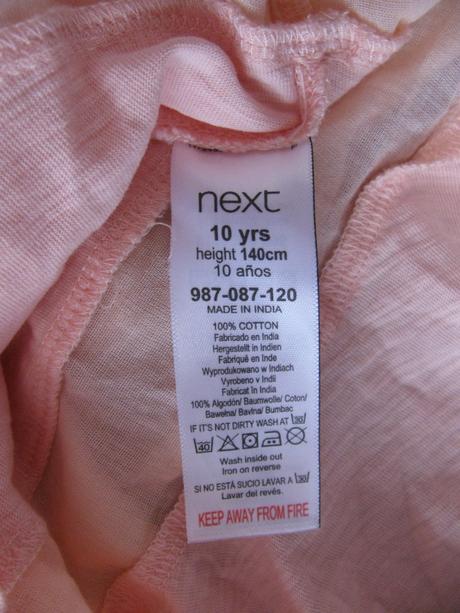 next
10 yrs
height 140cm
10 años
987-087-120
MADE IN INDIA
100% COTTON
Fabricado en India
Hergestellt in Indien
Fabriqué en Inde
Wyprodukowano w Indiach
Vyrobeno v Indii
Fabricat în India
100% Algodón/ Baumwolle/ Coton/
Bawełna/ Bavlna/ Bumbac
IF IT'S NOT DIRTY WASH AT 30
40
Wash inside out
Iron on reverse
SI NO ESTÁ SUCIO LAVAR A 30
Lavar del revés.
KEEP AWAY FROM FIRE